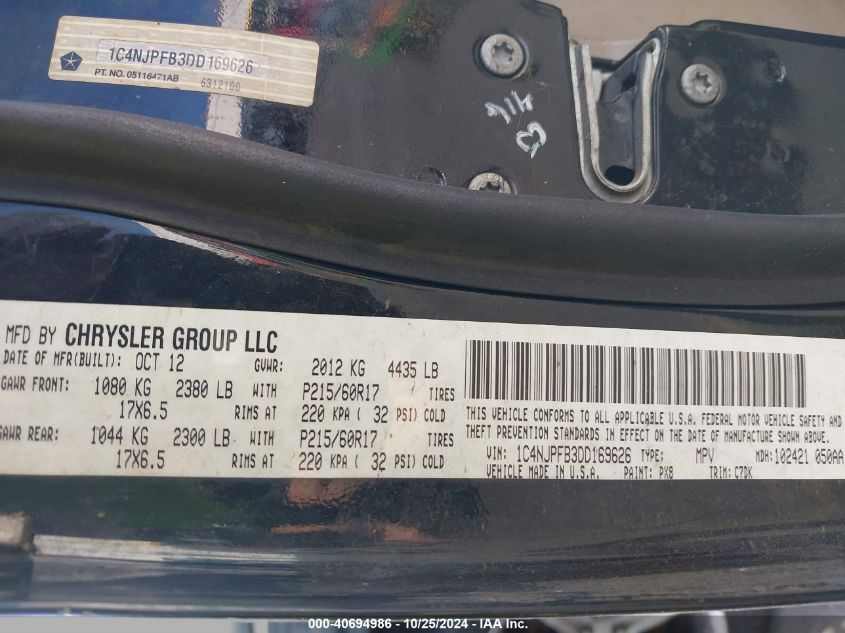 1C4NJPFB3DD169626
PT. NO. 05116471AB 6312100
MFD BY CHRYSLER GROUP LLC
DATE OF MFR(BUILT): OCT 12 GVWR: 2012 KG 4435 LB
GAWR FRONT: 1080 KG 2380 LB WITH P215/60R17 TIRES
17X6.5 RIMS AT 220 KPA ( 32 PSI) COLD
GAWR REAR: 1044 KG 2300 LB WITH P215/60R17 TIRES
17X6.5 RIMS AT 220 KPA ( 32 PSI) COLD
THIS VEHICLE CONFORMS TO ALL APPLICABLE U.S.A. FEDERAL MOTOR VEHICLE SAFETY AND
THEFT PREVENTION STANDARDS IN EFFECT ON THE DATE OF MANUFACTURE SHOWN ABOVE.
VIN: 1C4NJPFB3DD169626 TYPE: MPV MDH: 102421 050AA
VEHICLE MADE IN U.S.A. PAINT: PX8 TRIM: C7DK
000-40694986 - 10/25/2024 - IAA Inc.